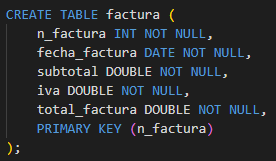 CREATE TABLE factura (
    n_factura INT NOT NULL,
    fecha_factura DATE NOT NULL,
    subtotal DOUBLE NOT NULL,
    iva DOUBLE NOT NULL,
    total_factura DOUBLE NOT NULL,
    PRIMARY KEY (n_factura)
);